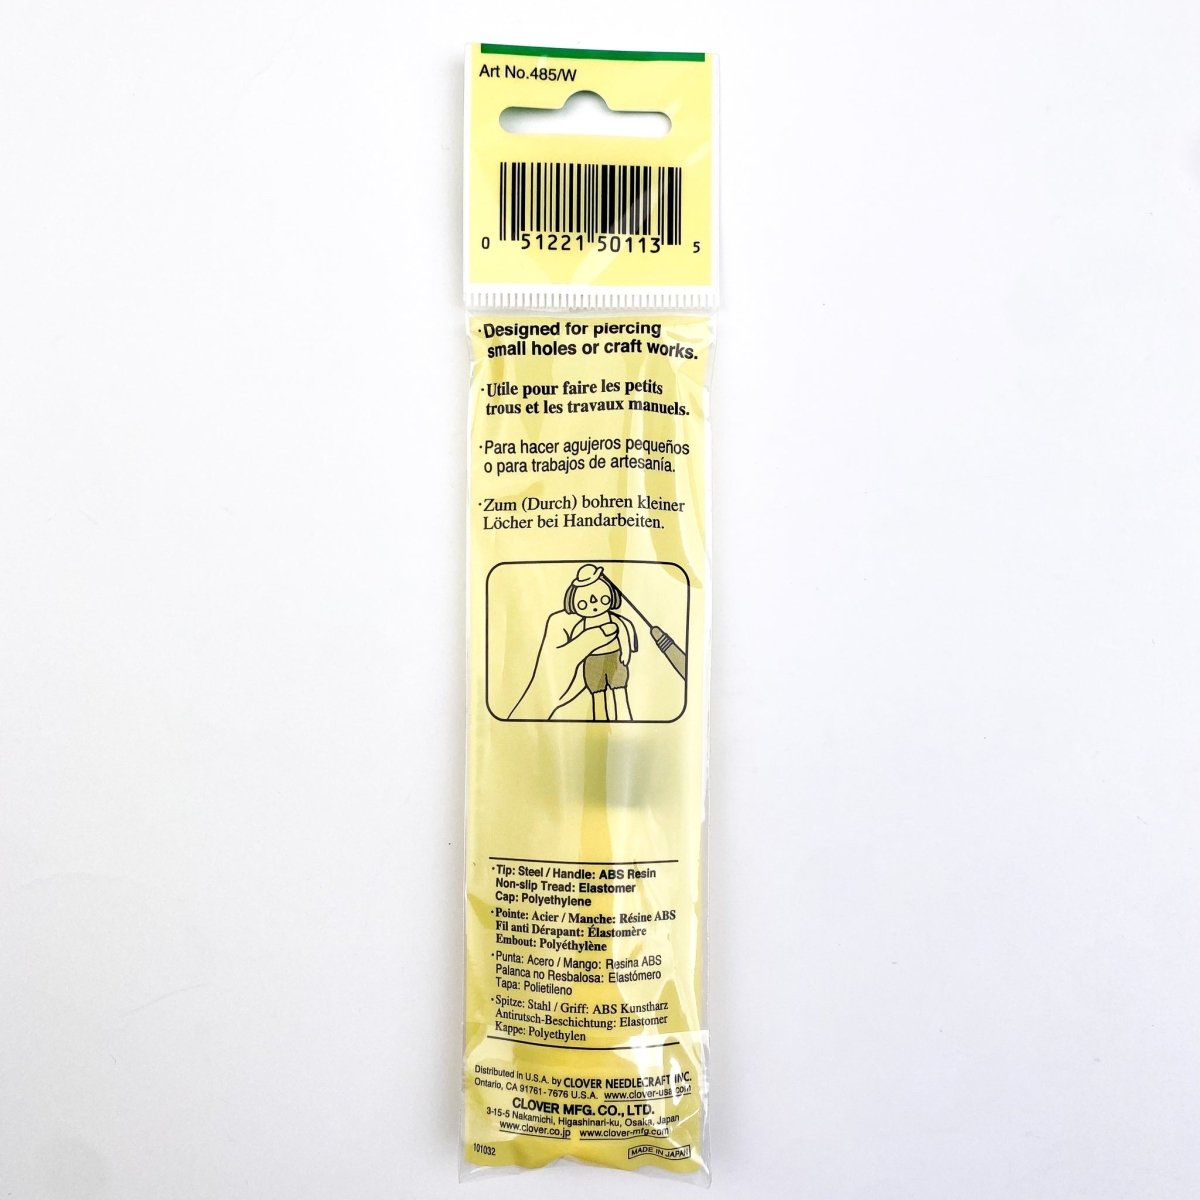 Art No.485/W
0 51221 50113 5
·Designed for piercing
small holes or craft works.
·Utile pour faire les petits
trous et les travaux manuels.
·Para hacer agujeros pequeños
o para trabajos de artesanía.
·Zum (Durch) bohren kleiner
Löcher bei Handarbeiten.
·Tip: Steel / Handle: ABS Resin
Non-slip Tread: Elastomer
Cap: Polyethylene
·Pointe: Acier / Manche: Résine ABS
Fil anti Dérapant: Élastomère
Embout: Polyéthylène
·Punta: Acero / Mango: Resina ABS
Palanca no Resbalosa: Elastómero
Tapa: Polietileno
·Spitze: Stahl / Griff: ABS Kunstharz
Antirutsch-Beschichtung: Elastomer
Kappe: Polyethylen
Distributed in U.S.A. by CLOVER NEEDLECRAFT INC.
Ontario, CA 91761-7676 U.S.A. www.clover-usa.com
CLOVER MFG.CO., LTD.
3-15-5 Nakamichi, Higashinari-ku, Osaka, Japan
www.clover.co.jp www.clover-mfg.com
101032 MADE IN JAPAN